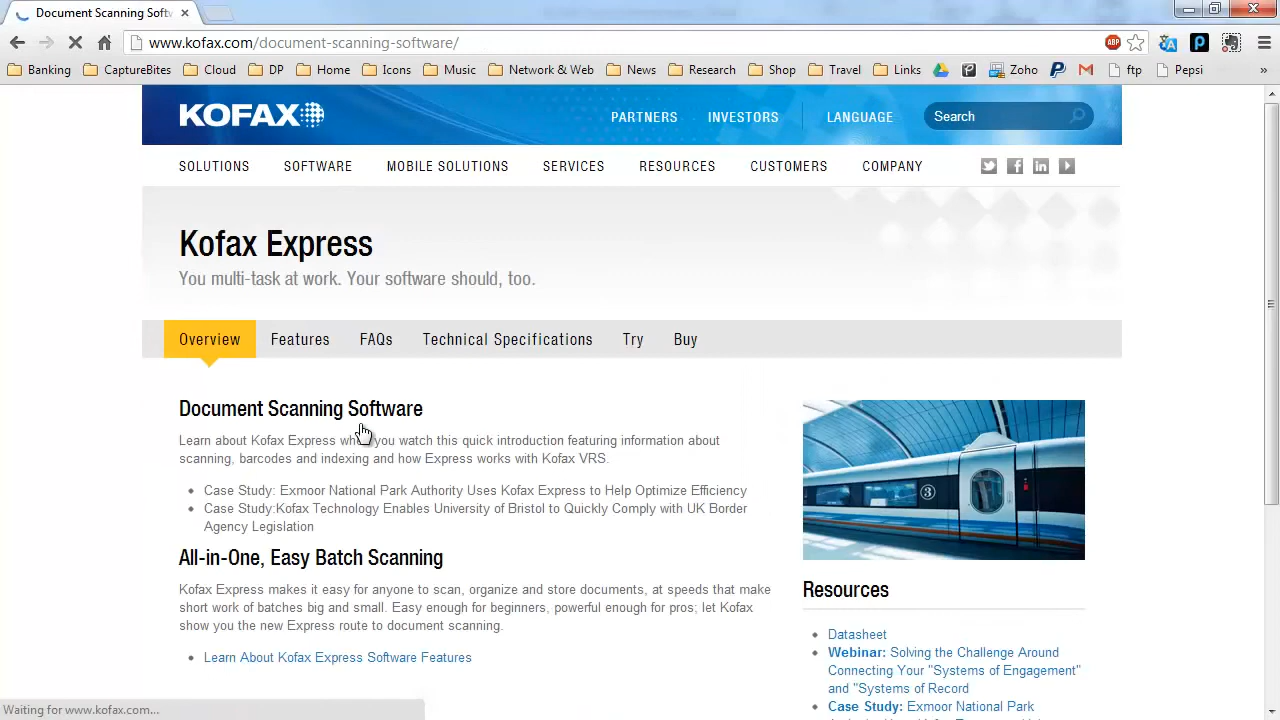 Document Scanning Softw
www.kofax.com/document-scanning-software/
ABP
Banking CaptureBites Cloud DP Home Icons Music Network & Web News Research Shop Travel Links Zoho Gmail ftp Pepsi »
KOFAX
PARTNERS INVESTORS LANGUAGE Search
SOLUTIONS SOFTWARE MOBILE SOLUTIONS SERVICES RESOURCES CUSTOMERS COMPANY
Kofax Express
You multi-task at work. Your software should, too.
Overview Features FAQs Technical Specifications Try Buy
Document Scanning Software
Learn about Kofax Express when you watch this quick introduction featuring information about
scanning, barcodes and indexing and how Express works with Kofax VRS.
Case Study: Exmoor National Park Authority Uses Kofax Express to Help Optimize Efficiency
Case Study:Kofax Technology Enables University of Bristol to Quickly Comply with UK Border
Agency Legislation
All-in-One, Easy Batch Scanning
Kofax Express makes it easy for anyone to scan, organize and store documents, at speeds that make
short work of batches big and small. Easy enough for beginners, powerful enough for pros; let Kofax
show you the new Express route to document scanning.
Learn About Kofax Express Software Features
3
Resources
Datasheet
Webinar: Solving the Challenge Around
Connecting Your "Systems of Engagement"
and "Systems of Record
Case Study: Exmoor National Park
Waiting for www.kofax.com...